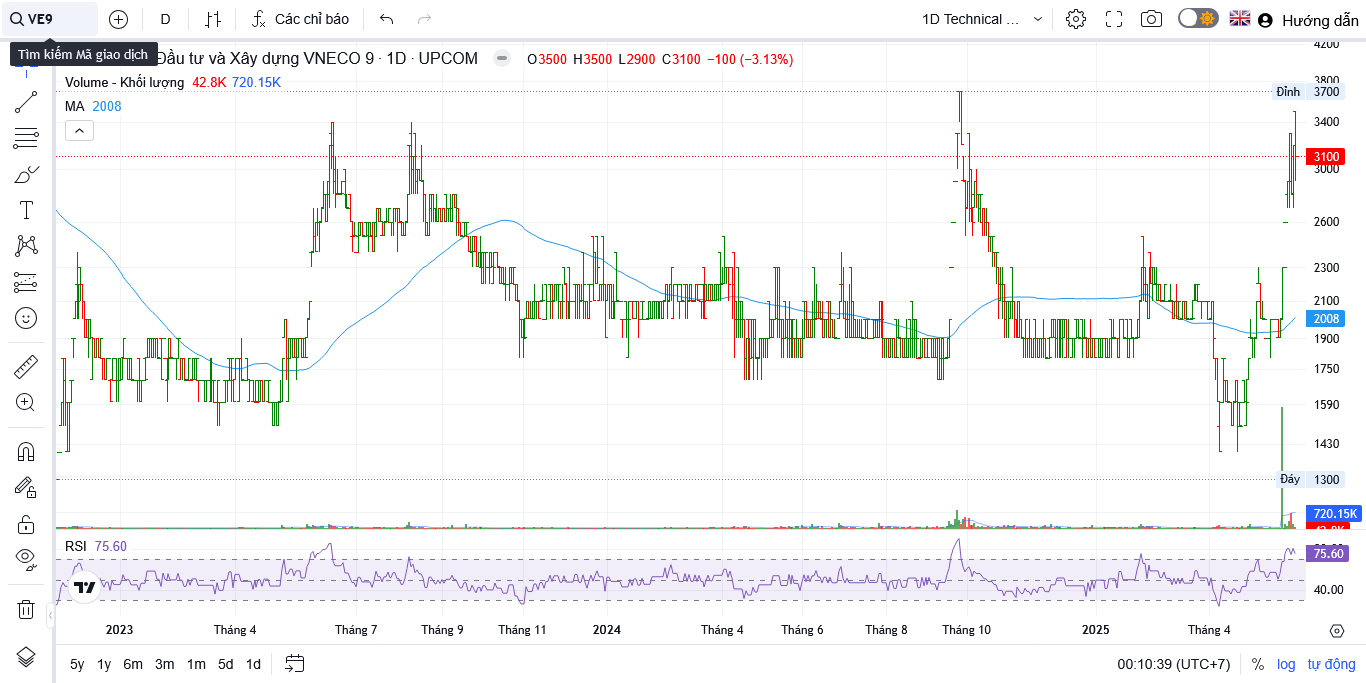 VE9 D Các chỉ báo 1D Technical ... Hướng dẫn
Tìm kiếm Mã giao dịch
Đầu tư và Xây dựng VNECO 9 · 1D · UPCOM O3500 H3500 L2900 C3100 −100 (−3.13%)
Volume - Khối lượng 42.8K 720.15K
MA 2008
4200
3800
Đỉnh 3700
3400
3100
3000
2600
2300
2100
2008
1900
1750
1590
1430
Đáy 1300
720.15K
42.8K
RSI 75.60
75.60
40.00
2023 Tháng 4 Tháng 7 Tháng 9 Tháng 11 2024 Tháng 4 Tháng 6 Tháng 8 Tháng 10 2025 Tháng 4
5y 1y 6m 3m 1m 5d 1d 00:10:39 (UTC+7) % log tự động